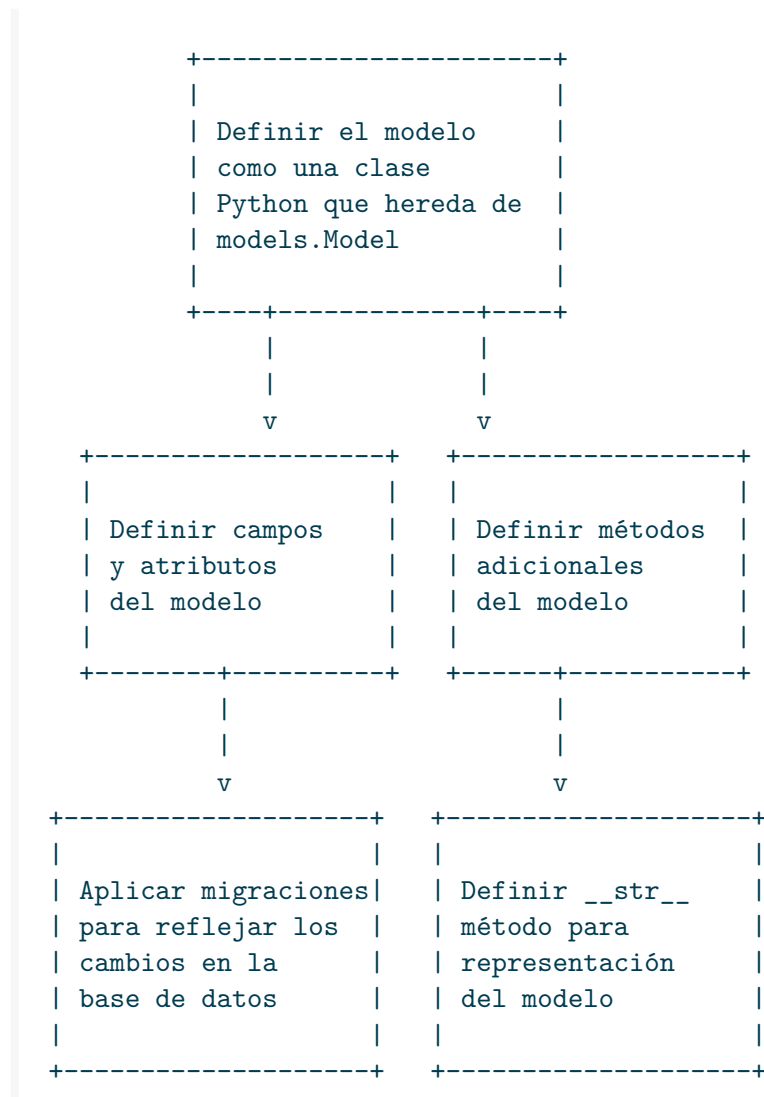 Definir el modelo
como una clase
Python que hereda de
models.Model
Definir campos
y atributos
del modelo
Definir métodos
adicionales
del modelo
v v
Aplicar migraciones
para reflejar los
cambios en la
base de datos
Definir __str__
método para
representación
del modelo
v v